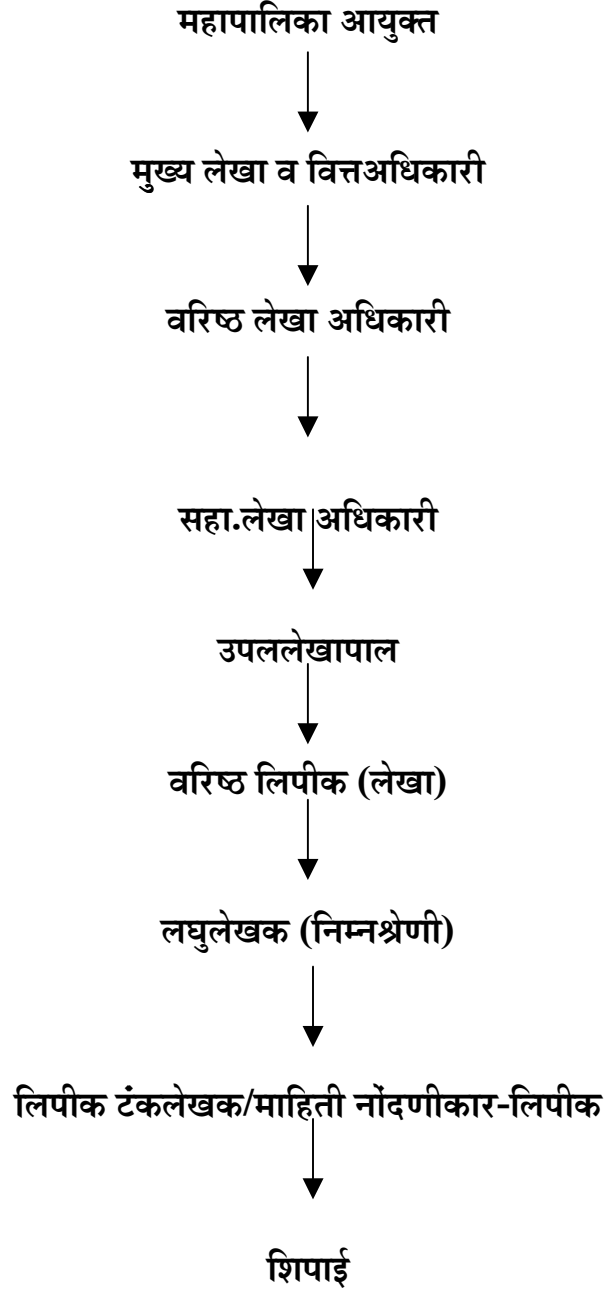 महापालिका आयुक्त
मुख्य लेखा व वित्तअधिकारी
वरिष्ठ लेखा अधिकारी
सहा.लेखा अधिकारी
उपललेखापाल
वरिष्ठ लिपीक (लेखा)
लघुलेखक (निम्नश्रेणी)
लिपीक टंकलेखक/माहिती नोंदणीकार-लिपीक
शिपाई